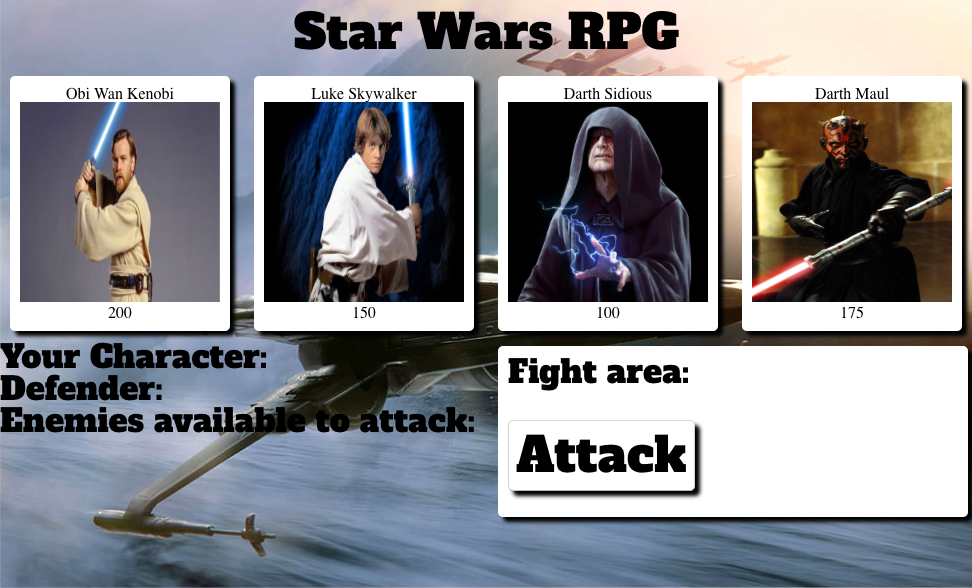 Star Wars RPG
Obi Wan Kenobi
Luke Skywalker
Darth Sidious
Darth Maul
200
150
100
175
Your Character:
Defender:
Enemies available to attack:
Fight area:
Attack